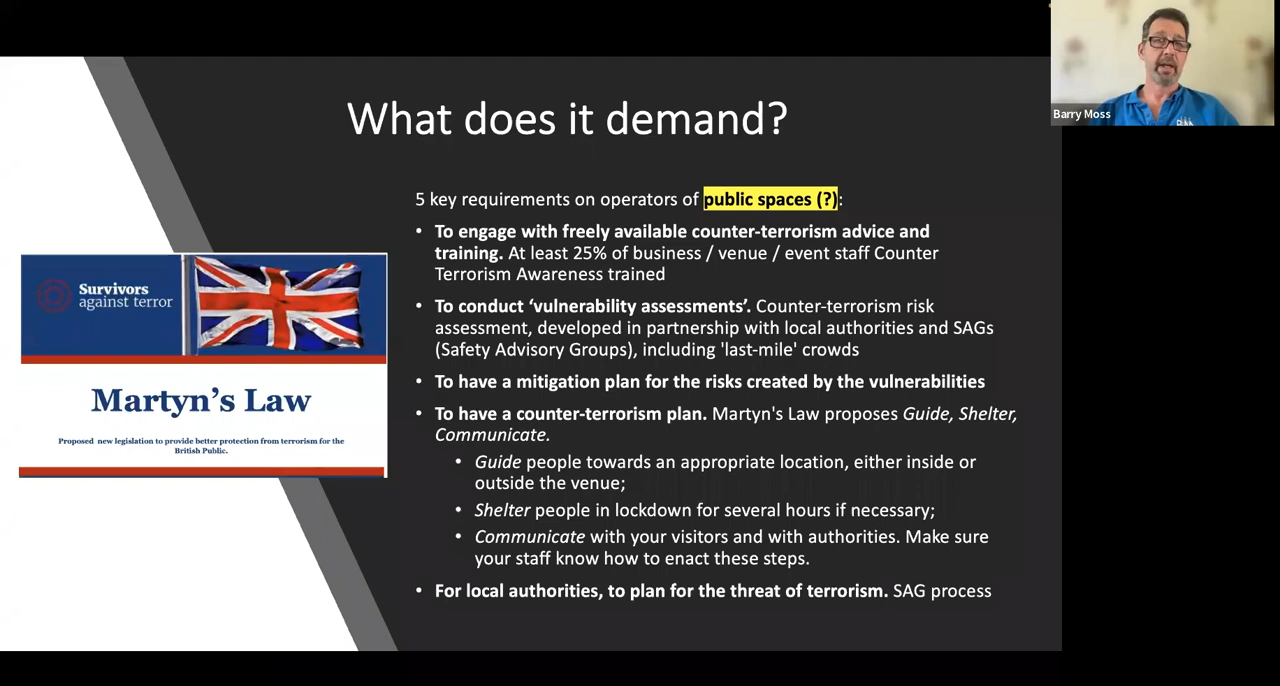 Barry Moss
What does it demand?
5 key requirements on operators of public spaces (?):
• To engage with freely available counter-terrorism advice and
training. At least 25% of business / venue / event staff Counter
Terrorism Awareness trained
• To conduct ‘vulnerability assessments’. Counter-terrorism risk
assessment, developed in partnership with local authorities and SAGs
(Safety Advisory Groups), including 'last-mile' crowds
• To have a mitigation plan for the risks created by the vulnerabilities
• To have a counter-terrorism plan. Martyn's Law proposes Guide, Shelter,
Communicate.
• Guide people towards an appropriate location, either inside or
outside the venue;
• Shelter people in lockdown for several hours if necessary;
• Communicate with your visitors and with authorities. Make sure
your staff know how to enact these steps.
• For local authorities, to plan for the threat of terrorism. SAG process
Survivors
against terror
Martyn’s Law
Proposed new legislation to provide better protection from terrorism for the
British Public.